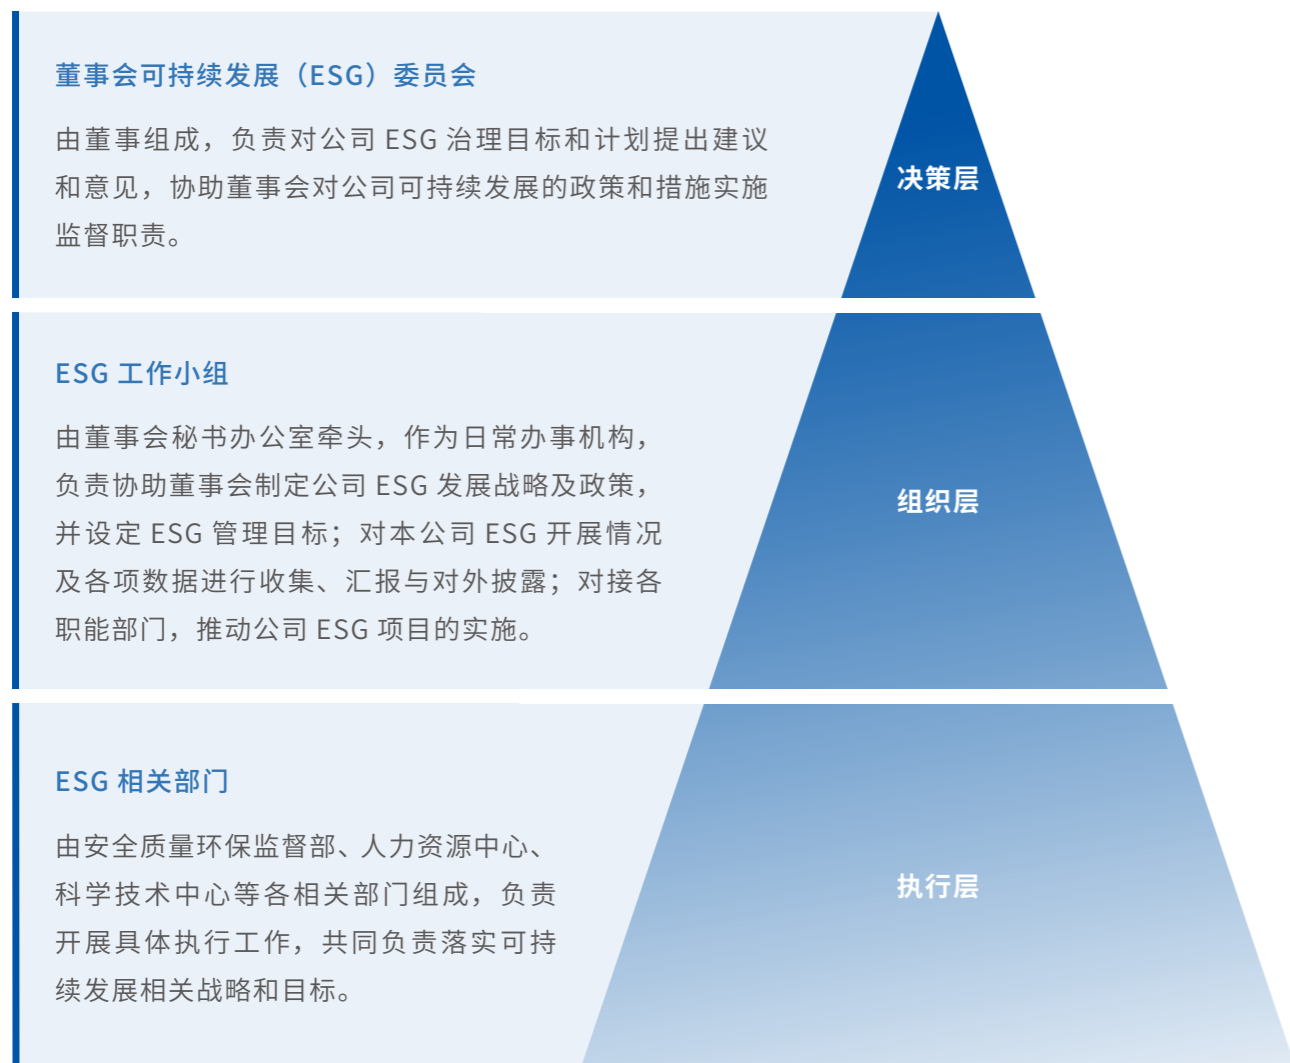 董事会可持续发展（ESG）委员会
由董事组成，负责对公司 ESG 治理目标和计划提出建议
和意见，协助董事会对公司可持续发展的政策和措施实施
监督职责。
决策层
ESG 工作小组
由董事会秘书办公室牵头，作为日常办事机构，
负责协助董事会制定公司 ESG 发展战略及政策，
并设定 ESG 管理目标；对本公司 ESG 开展情况
及各项数据进行收集、汇报与对外披露；对接各
职能部门，推动公司 ESG 项目的实施。
组织层
ESG 相关部门
由安全质量环保监督部、人力资源中心、
科学技术中心等各相关部门组成，负责
开展具体执行工作，共同负责落实可持
续发展相关战略和目标。
执行层